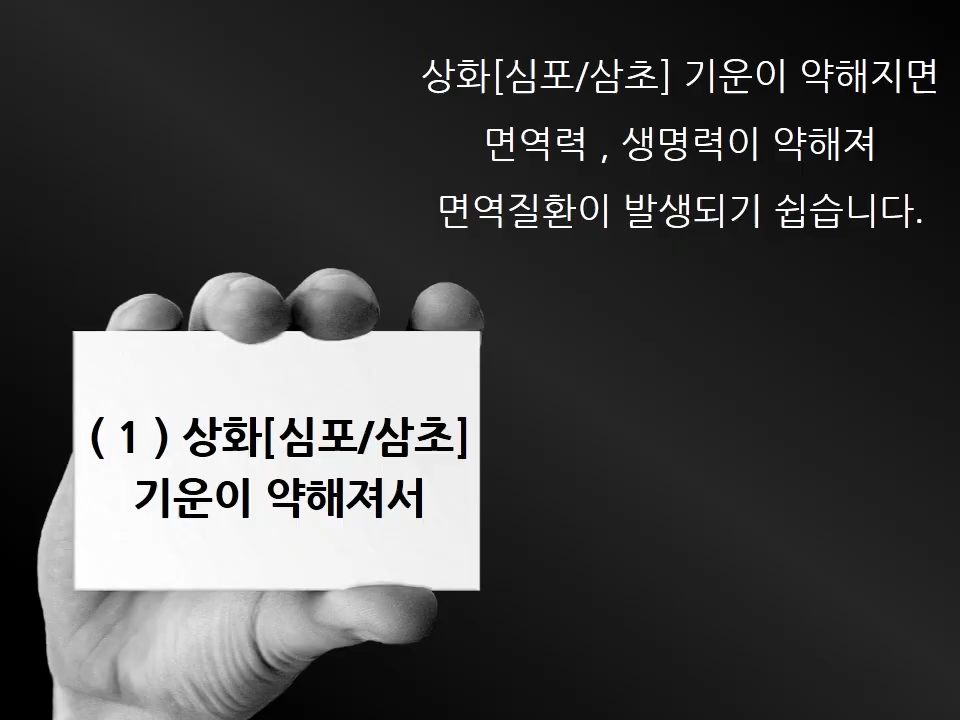 상화[심포/삼초] 기운이 약해지면
면역력 , 생명력이 약해져
면역질환이 발생되기 쉽습니다.
( 1 ) 상화[심포/삼초]
기운이 약해져서